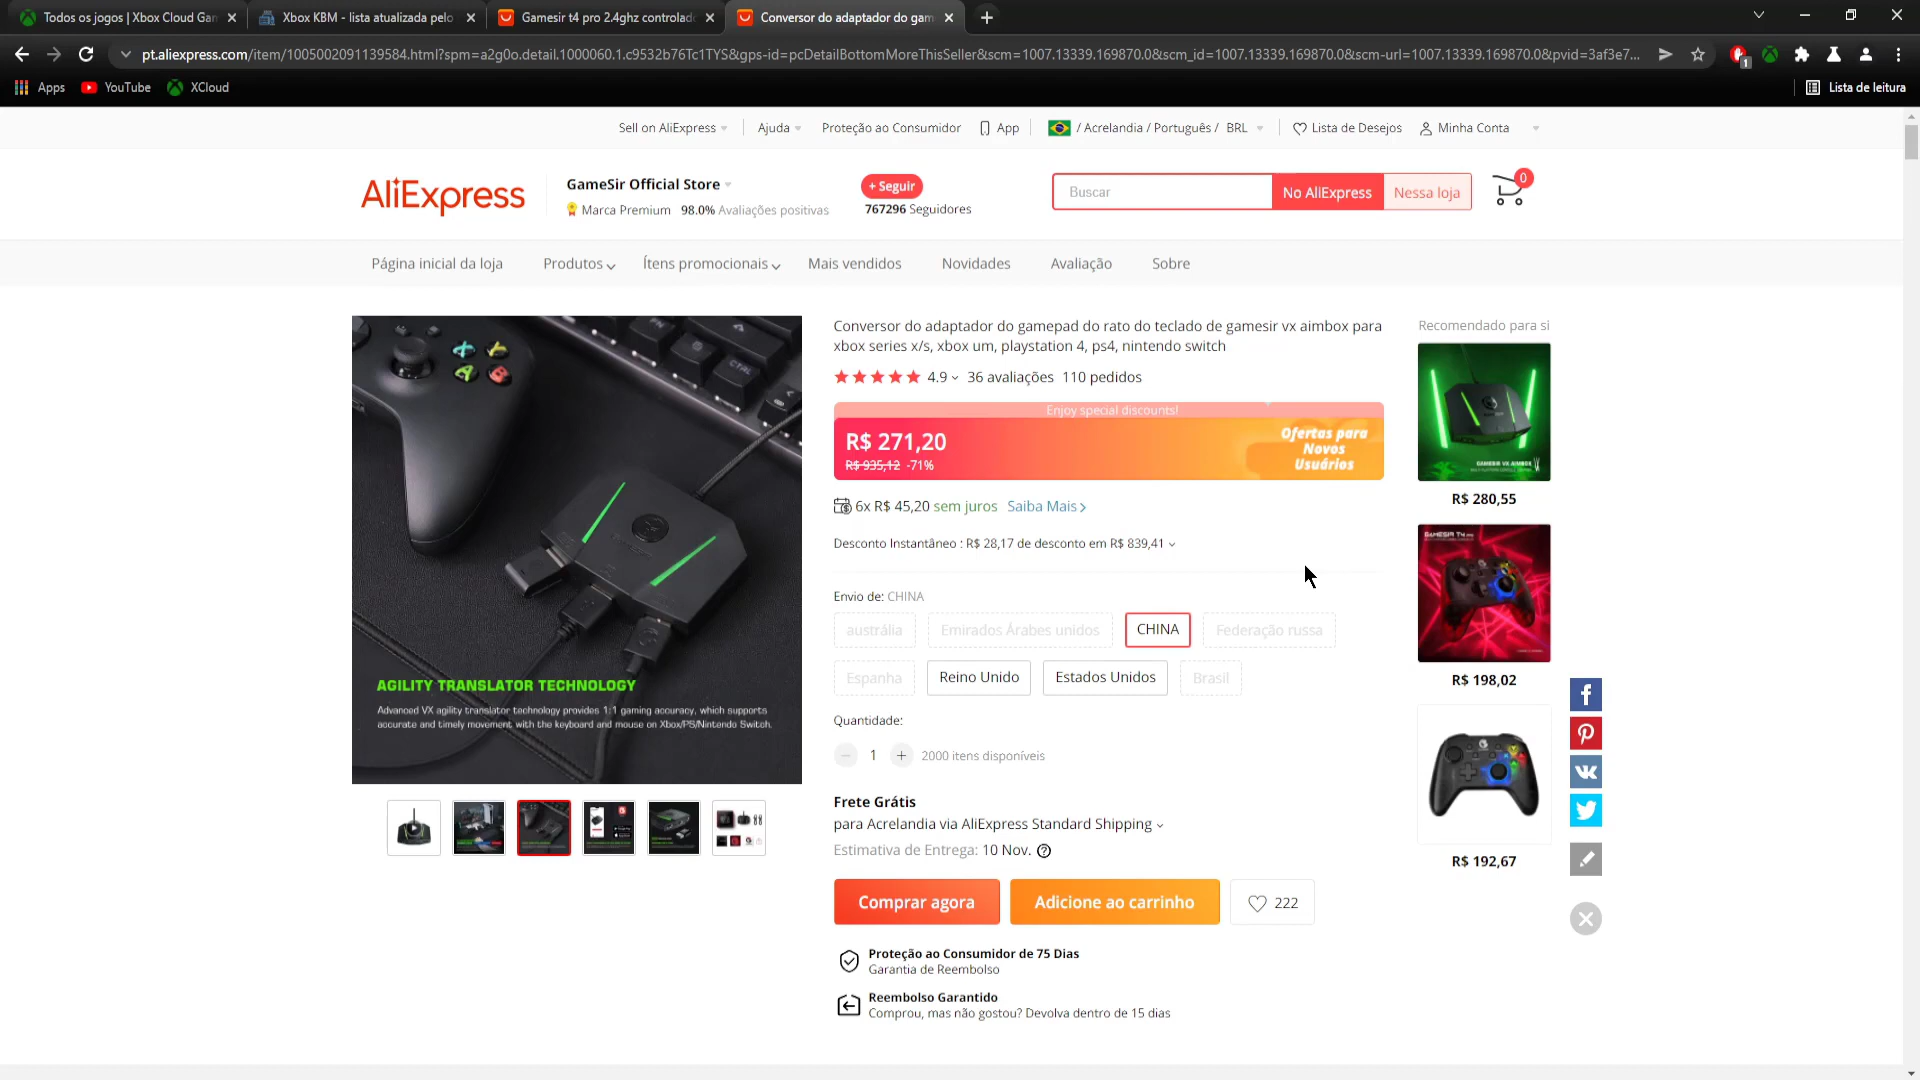 Todos os jogos | Xbox Cloud Gam
Xbox KBM - lista atualizada pelo
Gamesir t4 pro 2.4ghz controlado
Conversor do adaptador do gam
pt.aliexpress.com/item/1005002091139584.html?spm=a2g0o.detail.1000060.1.c9532b76Tc1TYS&gps-id=pcDetailBottomMoreThisSeller&scm=1007.13339.169870.0&scm_id=1007.13339.169870.0&scm-url=1007.13339.169870.0&pvid=3af3e7...
1
Apps
YouTube
XCloud
Lista de leitura
Sell on AliExpress
Ajuda
Proteção ao Consumidor
App
/ Acrelandia / Português / BRL
Lista de Desejos
Minha Conta
AliExpress
GameSir Official Store
Marca Premium 98.0% Avaliações positivas
+ Seguir
767296 Seguidores
Buscar
No AliExpress
Nessa loja
0
Página inicial da loja
Produtos
Ítens promocionais
Mais vendidos
Novidades
Avaliação
Sobre
CTRL
Y
X
A
B
AGILITY TRANSLATOR TECHNOLOGY
Advanced VX agility translator technology provides 1:1 gaming accuracy, which supports
accurate and timely movement with the keyboard and mouse on Xbox/PS/Nintendo Switch.
Conversor do adaptador do gamepad do rato do teclado de gamesir vx aimbox para
xbox series x/s, xbox um, playstation 4, ps4, nintendo switch
4.9 36 avaliações 110 pedidos
Enjoy special discounts!
R$ 271,20
R$ 935,12 -71%
Ofertas para
Novos
Usuários
6x R$ 45,20 sem juros Saiba Mais
Desconto Instantâneo : R$ 28,17 de desconto em R$ 839,41
Envio de: CHINA
austrália
Emirados Árabes unidos
CHINA
Federação russa
Espanha
Reino Unido
Estados Unidos
Brasil
Quantidade:
1
2000 itens disponíveis
Frete Grátis
para Acrelandia via AliExpress Standard Shipping
Estimativa de Entrega: 10 Nov.
Comprar agora
Adicione ao carrinho
222
Proteção ao Consumidor de 75 Dias
Garantia de Reembolso
Reembolso Garantido
Comprou, mas não gostou? Devolva dentro de 15 dias
Recomendado para si
GAMESIR VX AIMBOX
R$ 280,55
GAMESIR T4
R$ 198,02
R$ 192,67